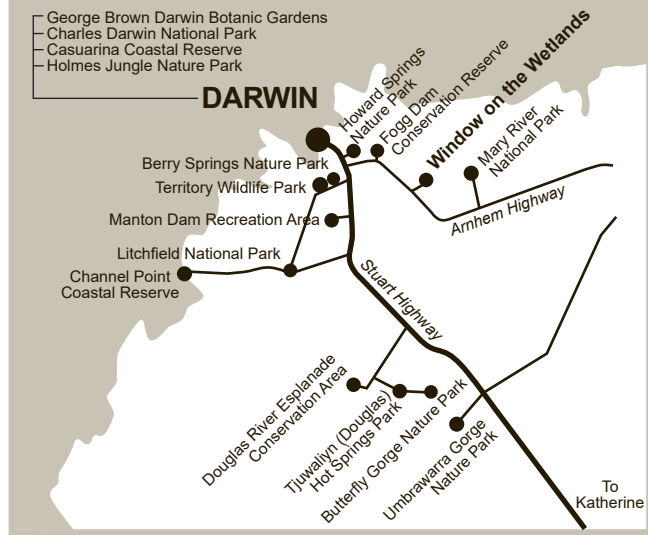 George Brown Darwin Botanic Gardens
Charles Darwin National Park
Casuarina Coastal Reserve
Holmes Jungle Nature Park
DARWIN
Howard Springs
Nature Park
Fogg Dam
Conservation Reserve
Window on the Wetlands
Mary River
National Park
Berry Springs Nature Park
Territory Wildlife Park
Manton Dam Recreation Area
Arnhem Highway
Litchfield National Park
Channel Point
Coastal Reserve
Stuart Highway
Douglas River Esplanade
Conservation Area
Tjuwaliyn (Douglas)
Hot Springs Park
Butterfly Gorge Nature Park
Umbrawarra Gorge
Nature Park
To
Katherine